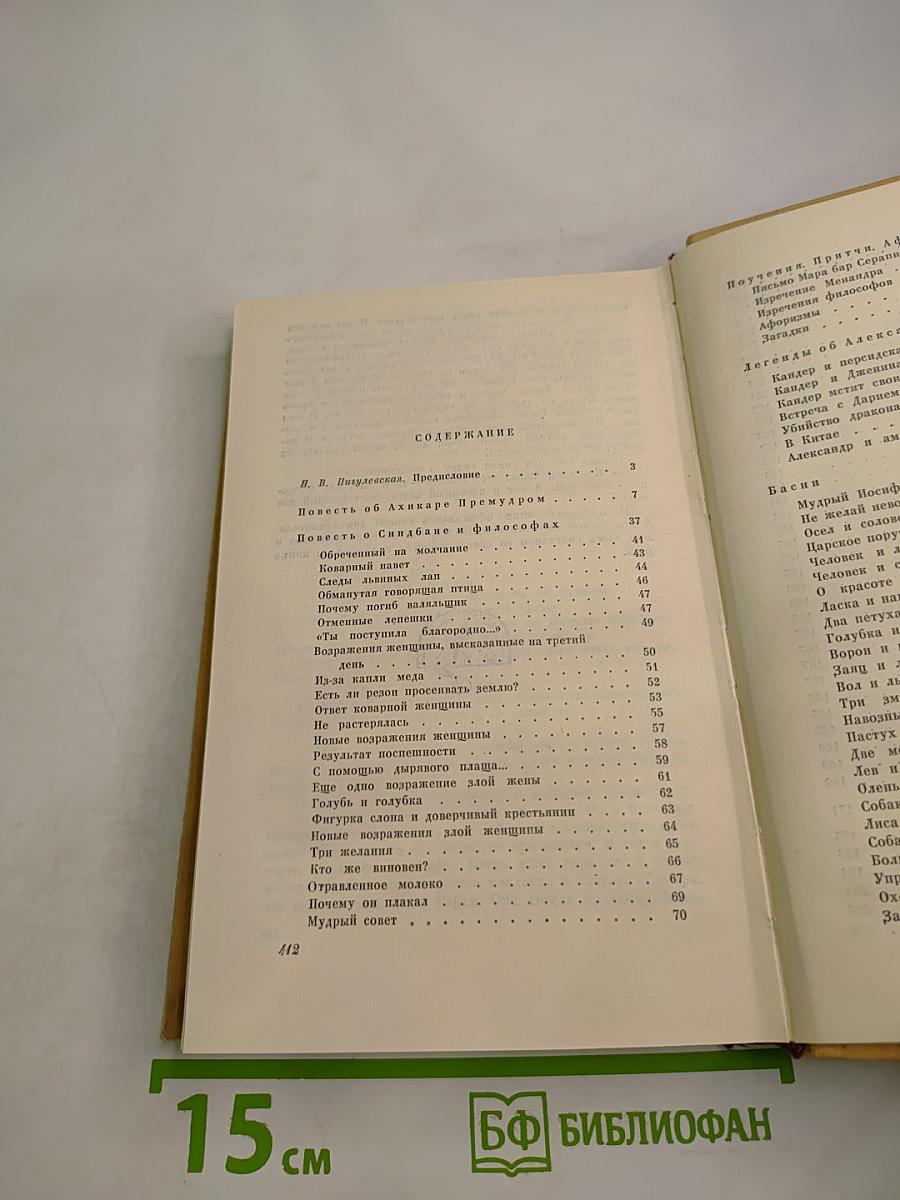 СОДЕРЖАНИЕ
Н. В. Пигулевская. Предисловие . . . . . . . . . 3
Повесть об Ахикаре Премудром . . . . . 7
Повесть о Синдбане и философах 37
Обреченный на молчание . . . . . . . . . 41
Коварный навет . . . . . . . . . . . . 43
Следы львиных лап . . . . . . . . . . . 44
Обманутая говорящая птица . . . . . . . . 46
Почему погиб валяльщик . . . . . . . . . 47
Отменные лепешки . . . . . . . . . . . 47
«Ты поступила благородно...» . . . . . . . . 49
Возражения женщины, высказанные на третий
день . . . . . . . . . . . . . . . . 50
Из-за капли меда . . . . . . . . . . . . 51
Есть ли резон просеивать землю? . . . . . . . 52
Ответ коварной женщины . . . . . . . . . 53
Не растерялась . . . . . . . . . . . . . 55
Новые возражения женщины . . . . . . . . 57
Результат поспешности . . . . . . . . . . 58
С помощью дырявого плаща... . . . . . . . . 59
Еще одно возражение злой жены . . . . . . 61
Голубь и голубка . . . . . . . . . . . . 62
Фигурка слона и доверчивый крестьянин . . . . 63
Новые возражения злой женщины . . . . . . 64
Три желания . . . . . . . . . . . . . . 65
Кто же виновен? . . . . . . . . . . . . 66
Отравленное молоко . . . . . . . . . . . 67
Почему он плакал . . . . . . . . . . . . 69
Мудрый совет . . . . . . . . . . . . . . 70
412
Поучения. Притчи. Аф
Письмо Мара бар Серапи
Изречение Менандра
Изречения философов
Афоризмы . . . .
Загадки . . . .
Легенды об Алекса
Кандер и персидска
Кандер и Дженина
Кандер мстит свои
Встреча с Дарием
Убийство дракона
В Китае . . .
Александр и ам
Басни
Мудрый Иосиф
Не желай нево
Осел и солове
Царское поруч
Человек и л
Человек и с
О красоте
Ласка и на
Два петуха
Голубка и
Ворон и
Заяц и л
Вол и ль
Три зм
Навозны
Пастух
Две м
Лев и
Олень
Собак
Лиса
Соба
Боль
Упр
Ох
За
15 см
БФ БИБЛИОФАН